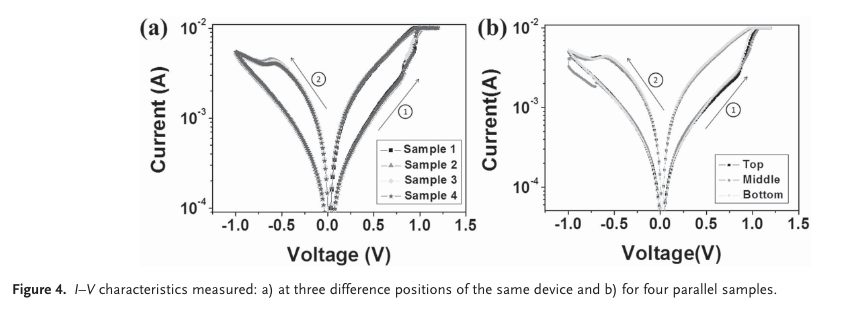 (a)
10⁻²
10⁻³
10⁻⁴
Current (A)
②
①
Sample 1
Sample 2
Sample 3
Sample 4
-1.0 -0.5 0.0 0.5 1.0 1.5
Voltage (V)
(b)
10⁻²
10⁻³
10⁻⁴
Current(A)
②
①
Top
Middle
Bottom
-1.0 -0.5 0.0 0.5 1.0 1.5
Voltage(V)
Figure 4. I–V characteristics measured: a) at three difference positions of the same device and b) for four parallel samples.